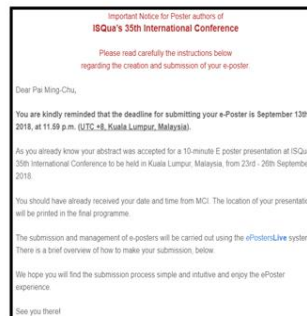 Important Notice for Poster authors of
ISQua's 35th International Conference
Please read carefully the instructions below
regarding the creation and submission of your e-poster.
Dear Pai Ming-Chu,
You are kindly reminded that the deadline for submitting your e-Poster is September 13th
2018, at 11.59 p.m. (UTC +8, Kuala Lumpur, Malaysia).
As you already know your abstract was accepted for a 10-minute E poster presentation at ISQu
35th International Conference to be held in Kuala Lumpur, Malaysia, from 23rd - 26th Septembe
2018.
You should have already received your date and time from MCI. The location of your presentati
will be printed in the final programme.
The submission and management of e-posters will be carried out using the ePostersLive system
There is a brief overview of how to make your submission, below.
We hope you will find the submission process simple and intuitive and enjoy the ePoster
experience.
See you there!